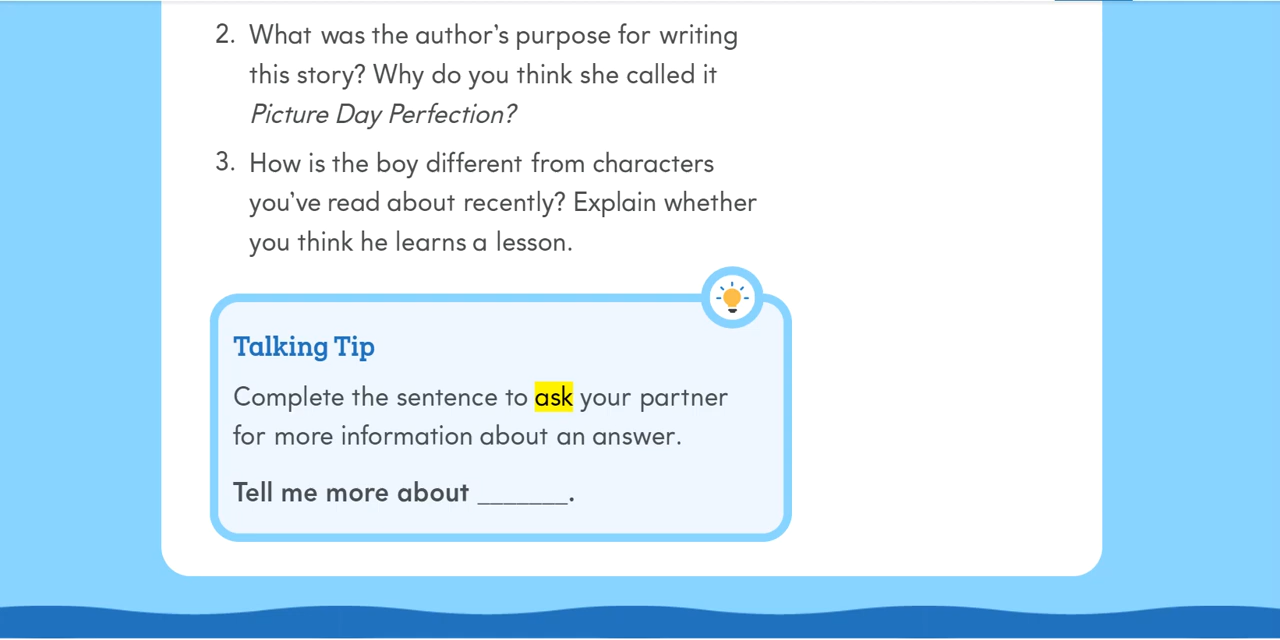 2. What was the author's purpose for writing
this story? Why do you think she called it
Picture Day Perfection?
3. How is the boy different from characters
you've read about recently? Explain whether
you think he learns a lesson.
Talking Tip
Complete the sentence to ask your partner
for more information about an answer.
Tell me more about _______.